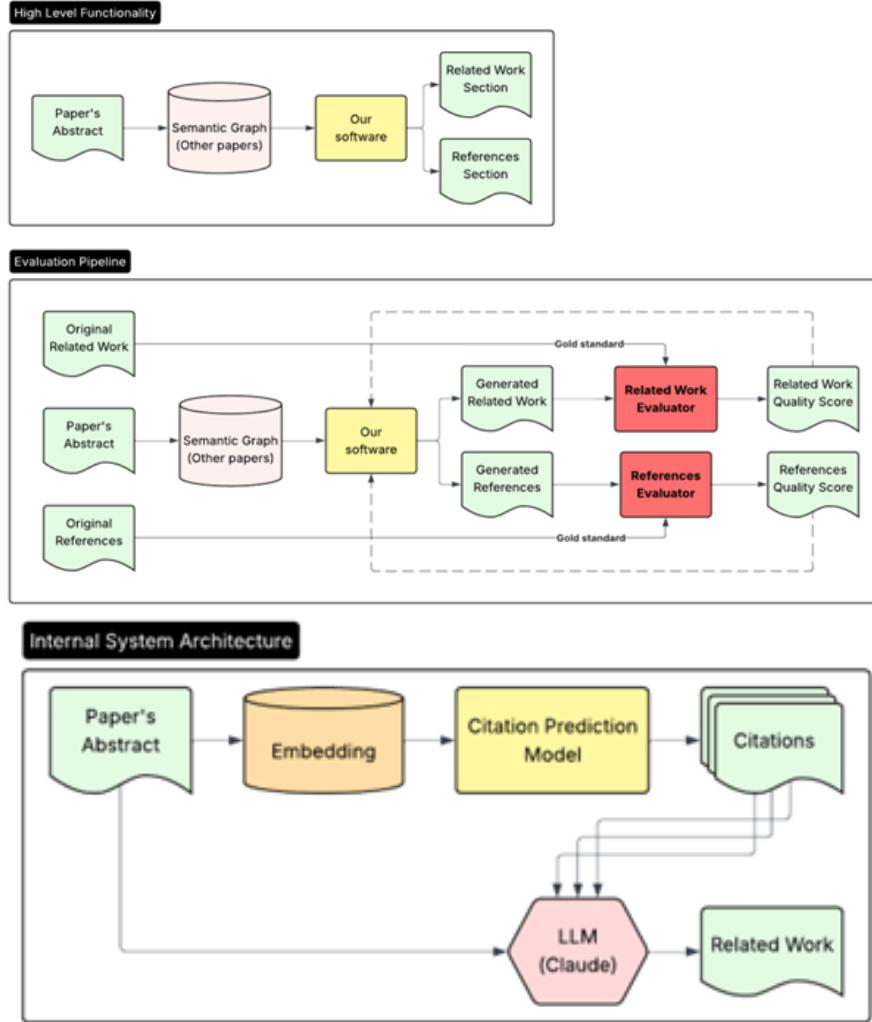 High Level Functionality
Paper's
Abstract
Semantic Graph
(Other papers)
Our
software
Related Work
Section
References
Section
Evaluation Pipeline
Original
Related Work
Gold standard
Paper's
Abstract
Semantic Graph
(Other papers)
Our
software
Generated
Related Work
Related Work
Evaluator
Related Work
Quality Score
Generated
References
References
Evaluator
References
Quality Score
Original
References
Gold standard
Internal System Architecture
Paper's
Abstract
Embedding
Citation Prediction
Model
Citations
LLM
(Claude)
Related Work